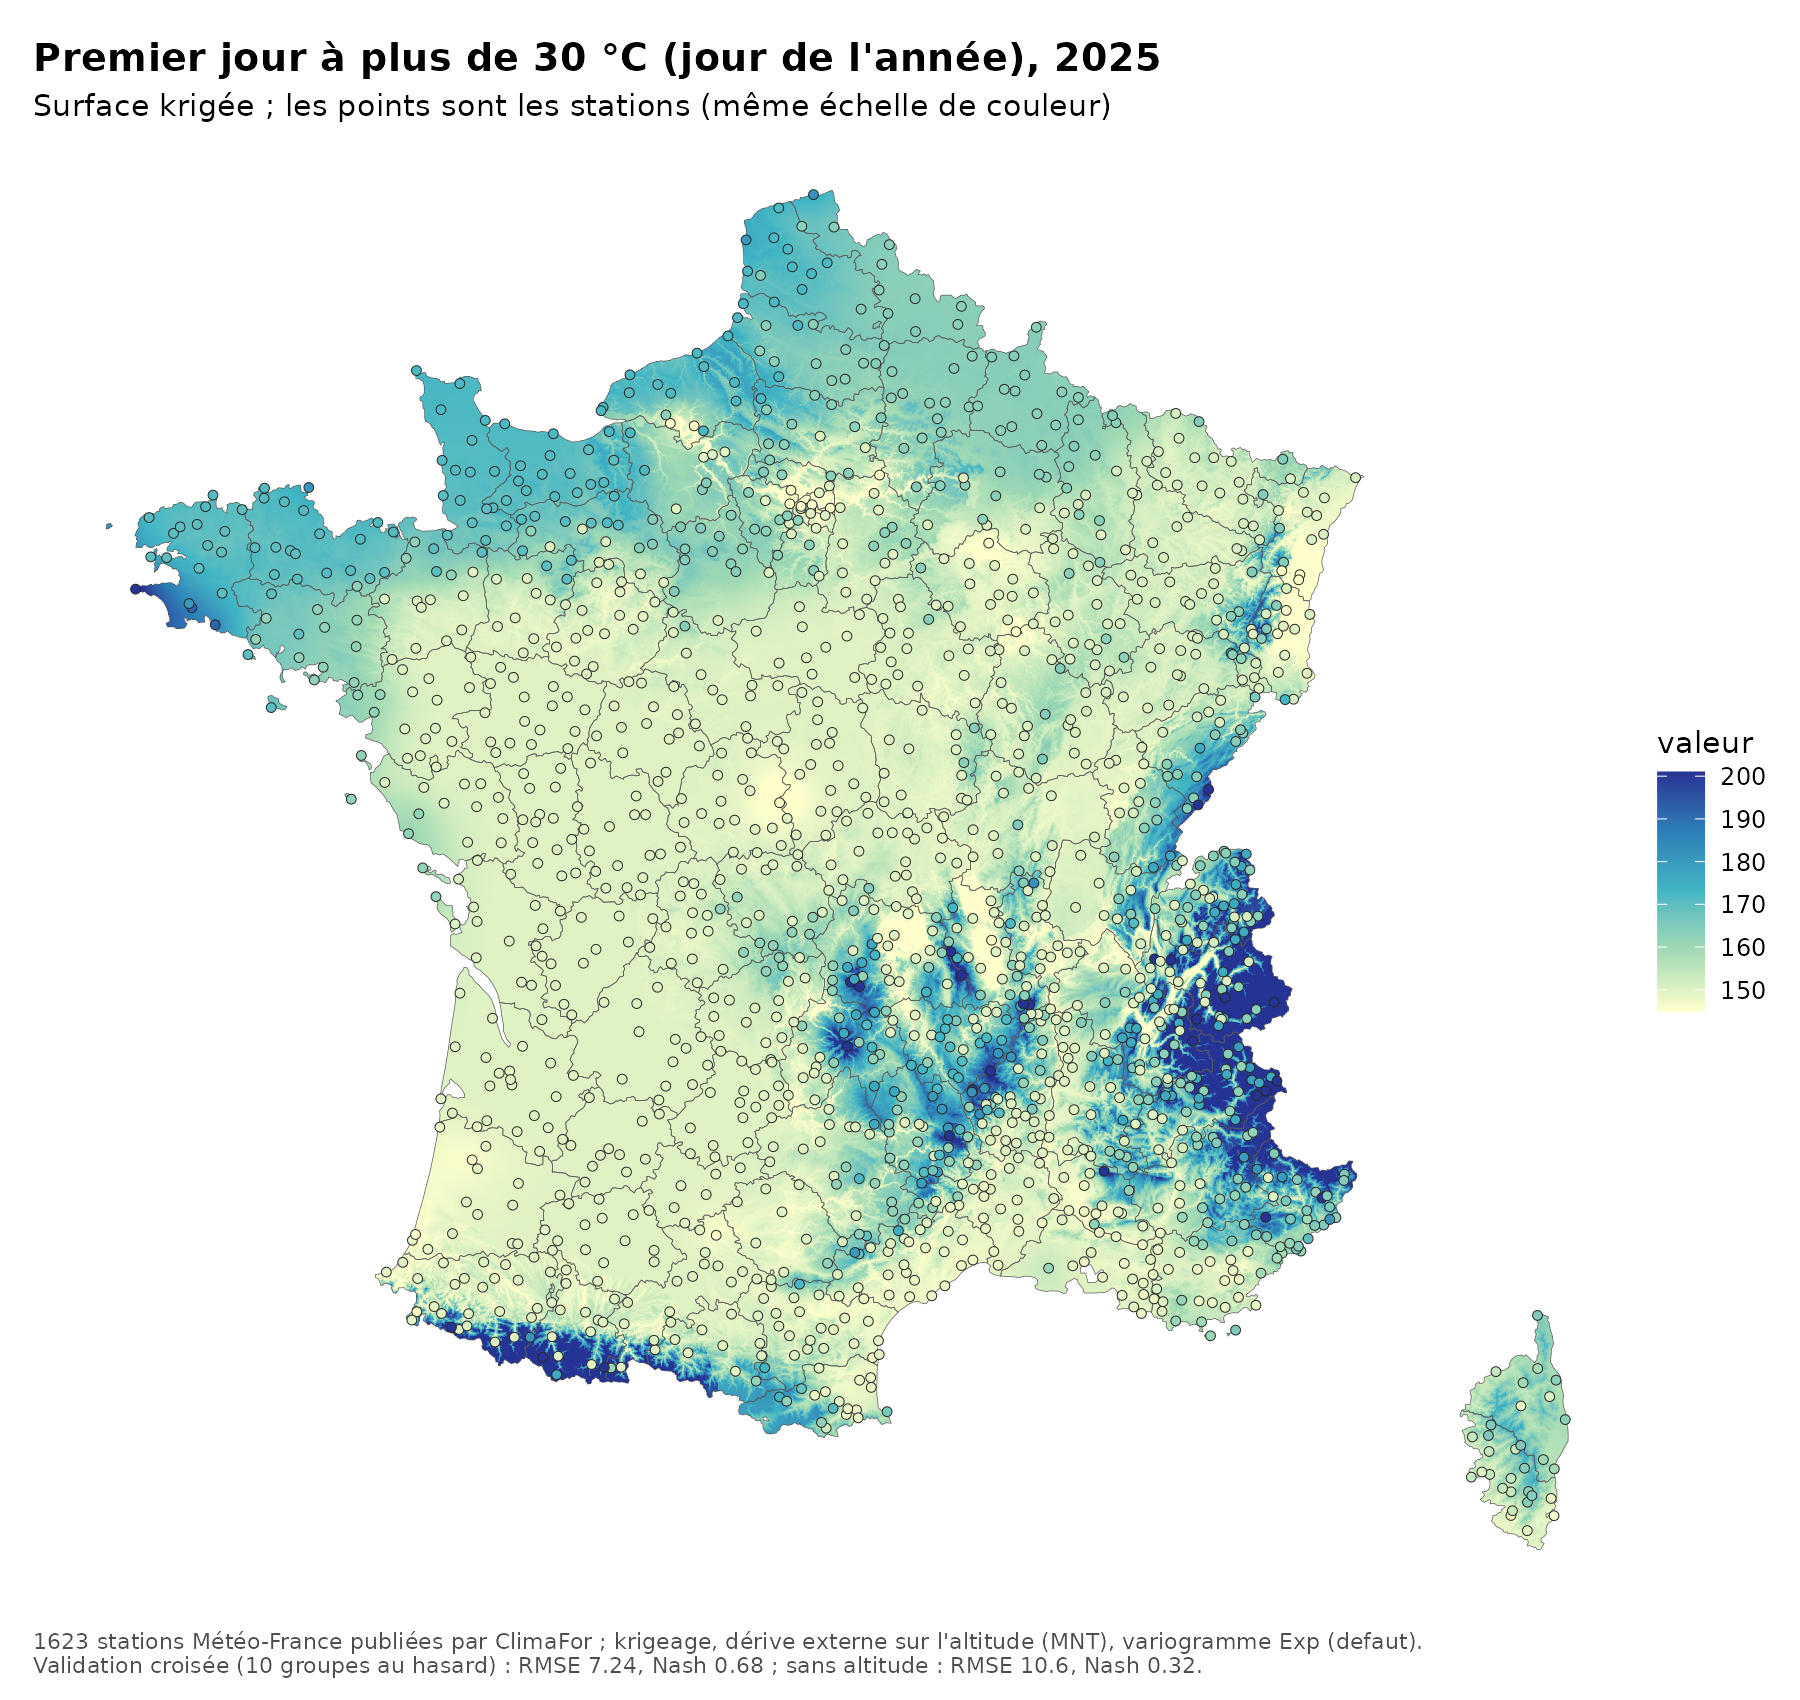 Premier jour à plus de 30 °C (jour de l'année), 2025
Surface krigée ; les points sont les stations (même échelle de couleur)
valeur
200
190
180
170
160
150
1623 stations Météo-France publiées par ClimaFor ; krigeage, dérive externe sur l'altitude (MNT), variogramme Exp (defaut).
Validation croisée (10 groupes au hasard) : RMSE 7.24, Nash 0.68 ; sans altitude : RMSE 10.6, Nash 0.32.